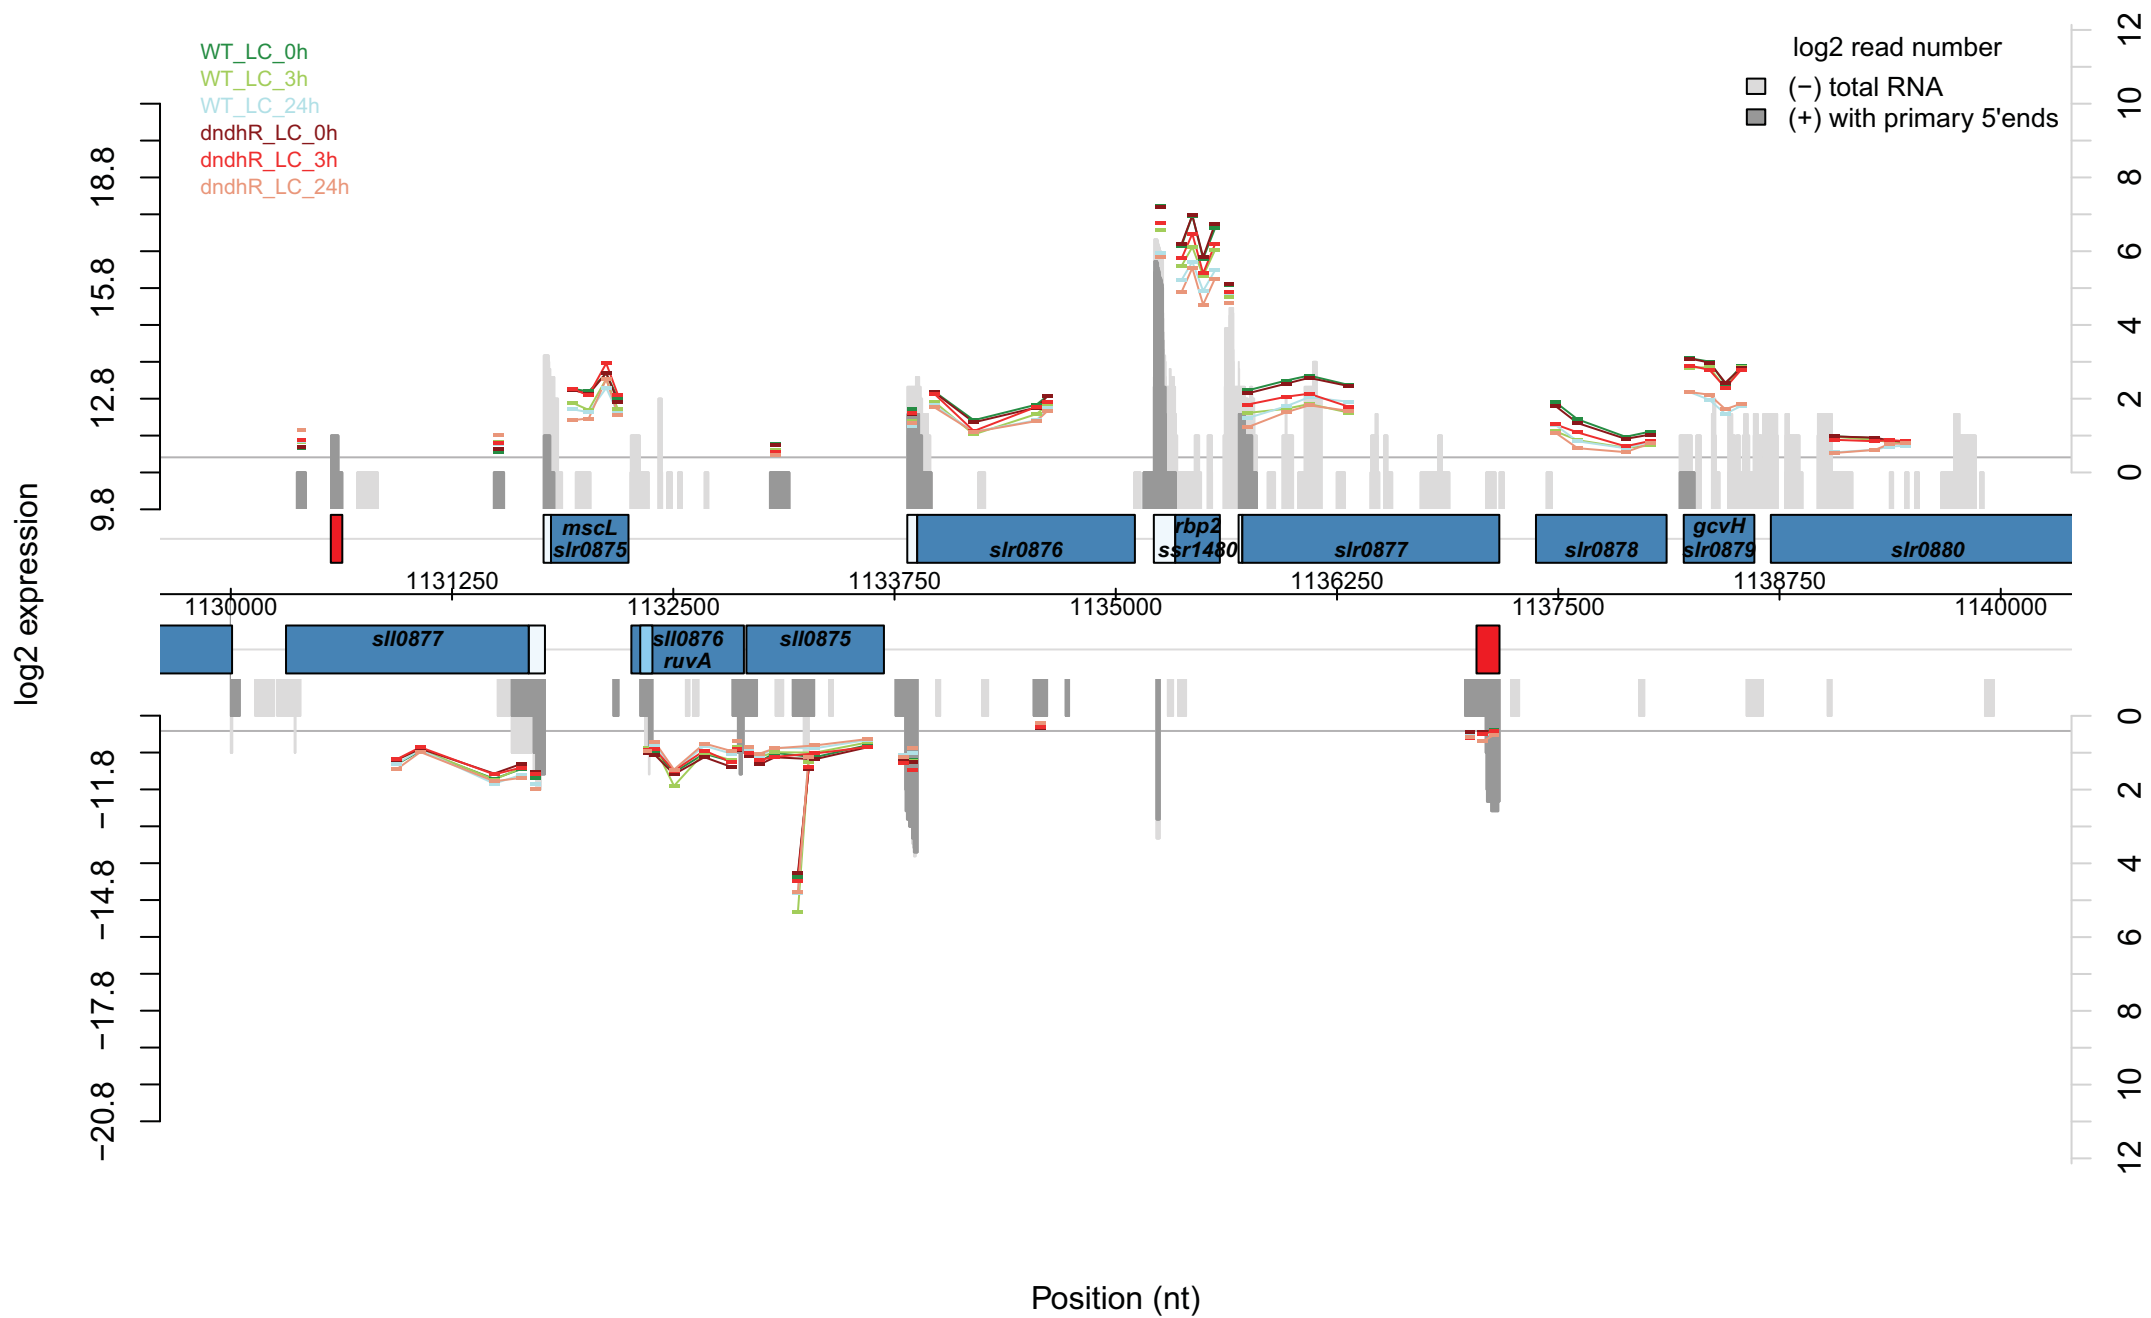 WT_LC_0h
WT_LC_3h
WT_LC_24h
dndhR_LC_0h
dndhR_LC_3h
dndhR_LC_24h
log2 read number
(−) total RNA
(+) with primary 5'ends
log2 expression
18.8
15.8
12.8
9.8
12
10
8
6
4
2
0
mscL
slr0875
slr0876
rbp2
ssr1480
slr0877
slr0878
gcvH
slr0879
slr0880
1131250
1133750
1136250
1138750
1130000
1132500
1135000
1137500
1140000
sll0877
sll0876
ruvA
sll0875
−11.8
−14.8
−17.8
−20.8
0
2
4
6
8
10
12
Position (nt)